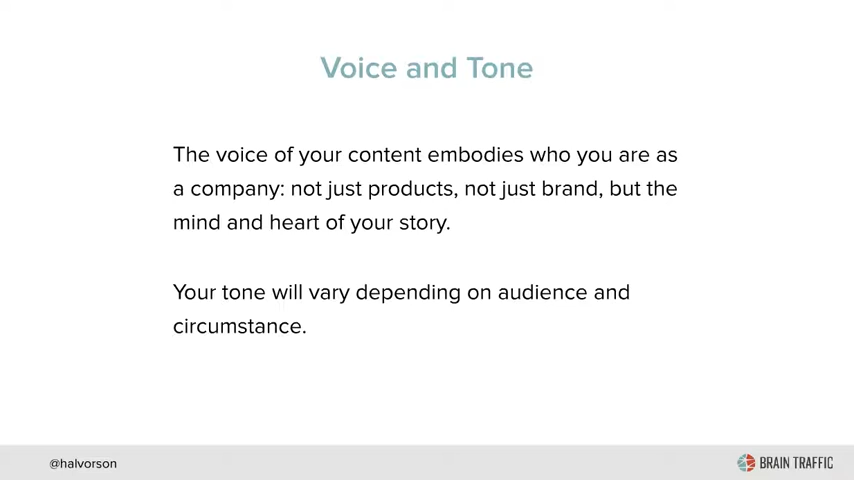 Voice and Tone
The voice of your content embodies who you are as
a company: not just products, not just brand, but the
mind and heart of your story.
Your tone will vary depending on audience and
circumstance.
@halvorson
BRAIN TRAFFIC